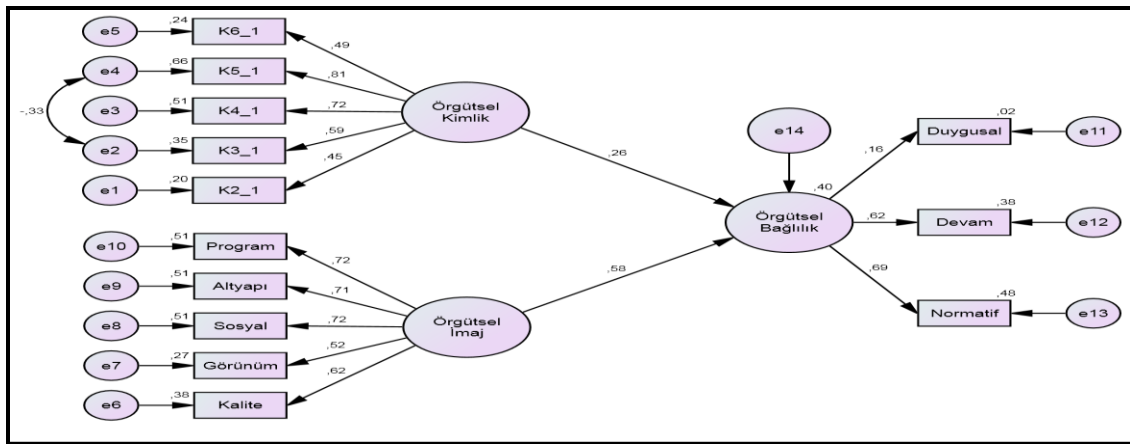 e5
,24
K6_1
,49
e4
,66
K5_1
,81
-,33
e3
,51
K4_1
,72
e2
,35
K3_1
,59
e1
,20
K2_1
,45
Örgütsel
Kimlik
,26
e10
,51
Program
,72
e9
,51
Altyapı
,71
e8
,51
Sosyal
,72
e7
,27
Görünüm
,52
e6
,38
Kalite
,62
Örgütsel
İmaj
,58
e14
,40
Örgütsel
Bağlılık
,16
,02
Duygusal
e11
,62
,38
Devam
e12
,69
,48
Normatif
e13